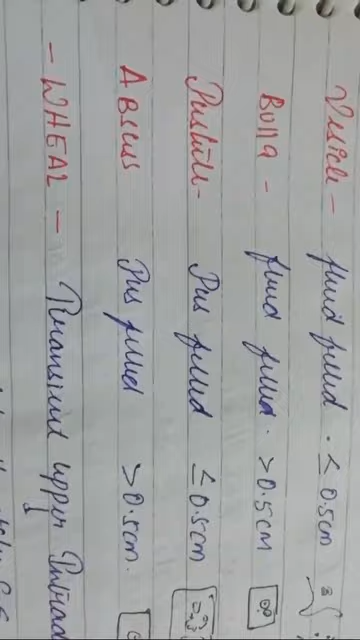 Vesicle - fluid filled. ≤ 0.5cm
Bulla - fluid filled. > 0.5cm
Pustule - Pus filled ≤ 0.5cm
Abscess Pus filled > 0.5cm.
- WHEAL - Transient upper